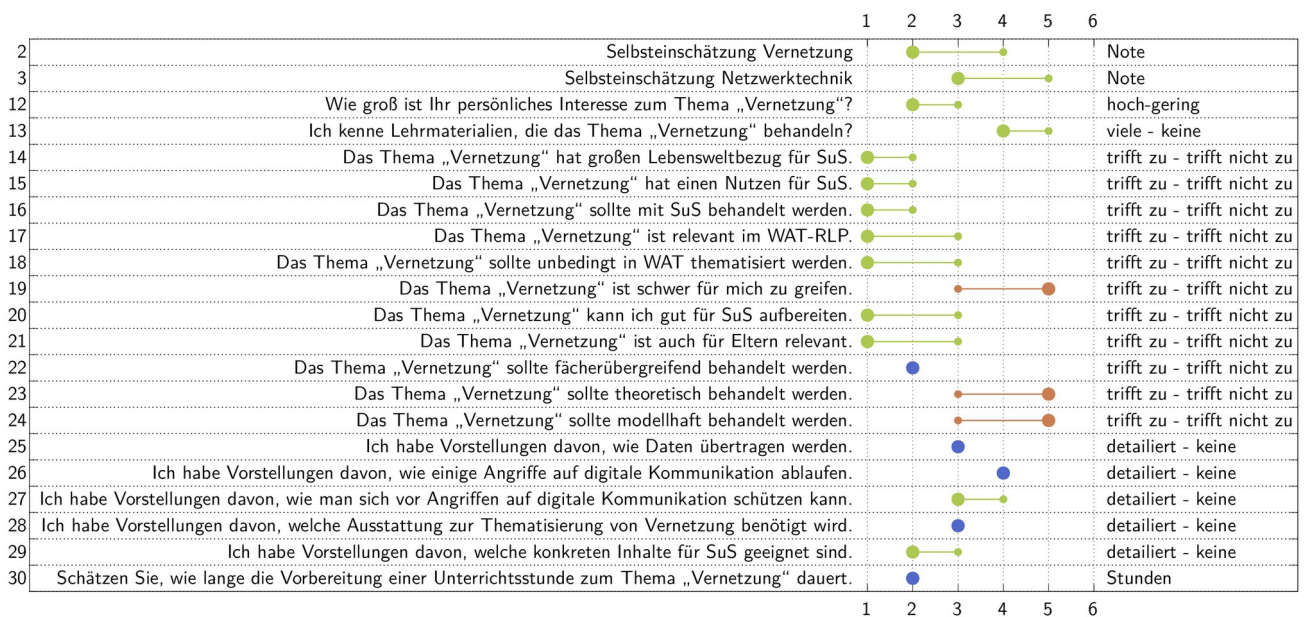 1 2 3 4 5 6
2 Selbsteinschätzung Vernetzung Note
3 Selbsteinschätzung Netzwerktechnik Note
12 Wie groß ist Ihr persönliches Interesse zum Thema „Vernetzung“? hoch-gering
13 Ich kenne Lehrmaterialien, die das Thema „Vernetzung“ behandeln? viele - keine
14 Das Thema „Vernetzung“ hat großen Lebensweltbezug für SuS. trifft zu - trifft nicht zu
15 Das Thema „Vernetzung“ hat einen Nutzen für SuS. trifft zu - trifft nicht zu
16 Das Thema „Vernetzung“ sollte mit SuS behandelt werden. trifft zu - trifft nicht zu
17 Das Thema „Vernetzung“ ist relevant im WAT-RLP. trifft zu - trifft nicht zu
18 Das Thema „Vernetzung“ sollte unbedingt in WAT thematisiert werden. trifft zu - trifft nicht zu
19 Das Thema „Vernetzung“ ist schwer für mich zu greifen. trifft zu - trifft nicht zu
20 Das Thema „Vernetzung“ kann ich gut für SuS aufbereiten. trifft zu - trifft nicht zu
21 Das Thema „Vernetzung“ ist auch für Eltern relevant. trifft zu - trifft nicht zu
22 Das Thema „Vernetzung“ sollte fächerübergreifend behandelt werden. trifft zu - trifft nicht zu
23 Das Thema „Vernetzung“ sollte theoretisch behandelt werden. trifft zu - trifft nicht zu
24 Das Thema „Vernetzung“ sollte modellhaft behandelt werden. trifft zu - trifft nicht zu
25 Ich habe Vorstellungen davon, wie Daten übertragen werden. detailiert - keine
26 Ich habe Vorstellungen davon, wie einige Angriffe auf digitale Kommunikation ablaufen. detailiert - keine
27 Ich habe Vorstellungen davon, wie man sich vor Angriffen auf digitale Kommunikation schützen kann. detailiert - keine
28 Ich habe Vorstellungen davon, welche Ausstattung zur Thematisierung von Vernetzung benötigt wird. detailiert - keine
29 Ich habe Vorstellungen davon, welche konkreten Inhalte für SuS geeignet sind. detailiert - keine
30 Schätzen Sie, wie lange die Vorbereitung einer Unterrichtsstunde zum Thema „Vernetzung“ dauert. Stunden
1 2 3 4 5 6